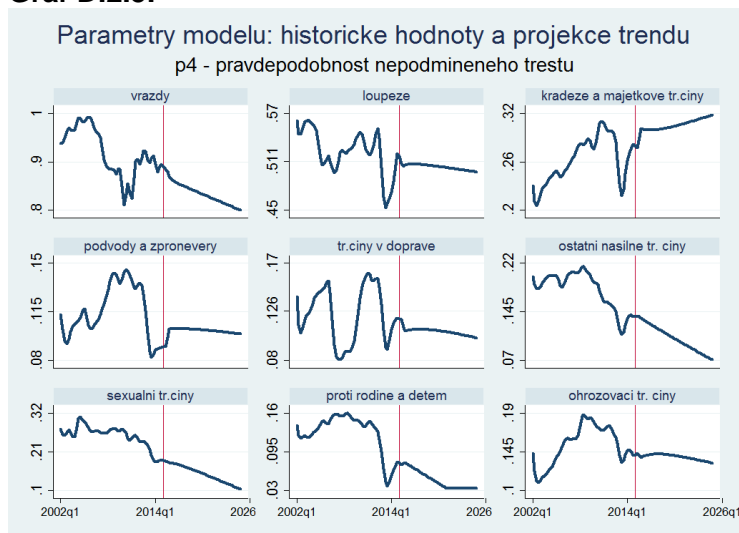 Parametry modelu: historicke hodnoty a projekce trendu
p4 - pravdepodobnost nepodmineneho trestu
vrazdy
1
.9
.8
loupeze
.57
.511
.45
kradeze a majetkove tr.ciny
.32
.26
.2
podvody a zpronevery
.15
.115
.08
tr.ciny v doprave
.17
.126
.08
ostatni nasilne tr. ciny
.22
.145
.07
sexualni tr.ciny
.32
.21
.1
2002q1 2014q1 2026
proti rodine a detem
.16
.095
.03
2002q1 2014q1 2026
ohrozovaci tr. ciny
.19
.145
.1
2002q1 2014q1 2026q1